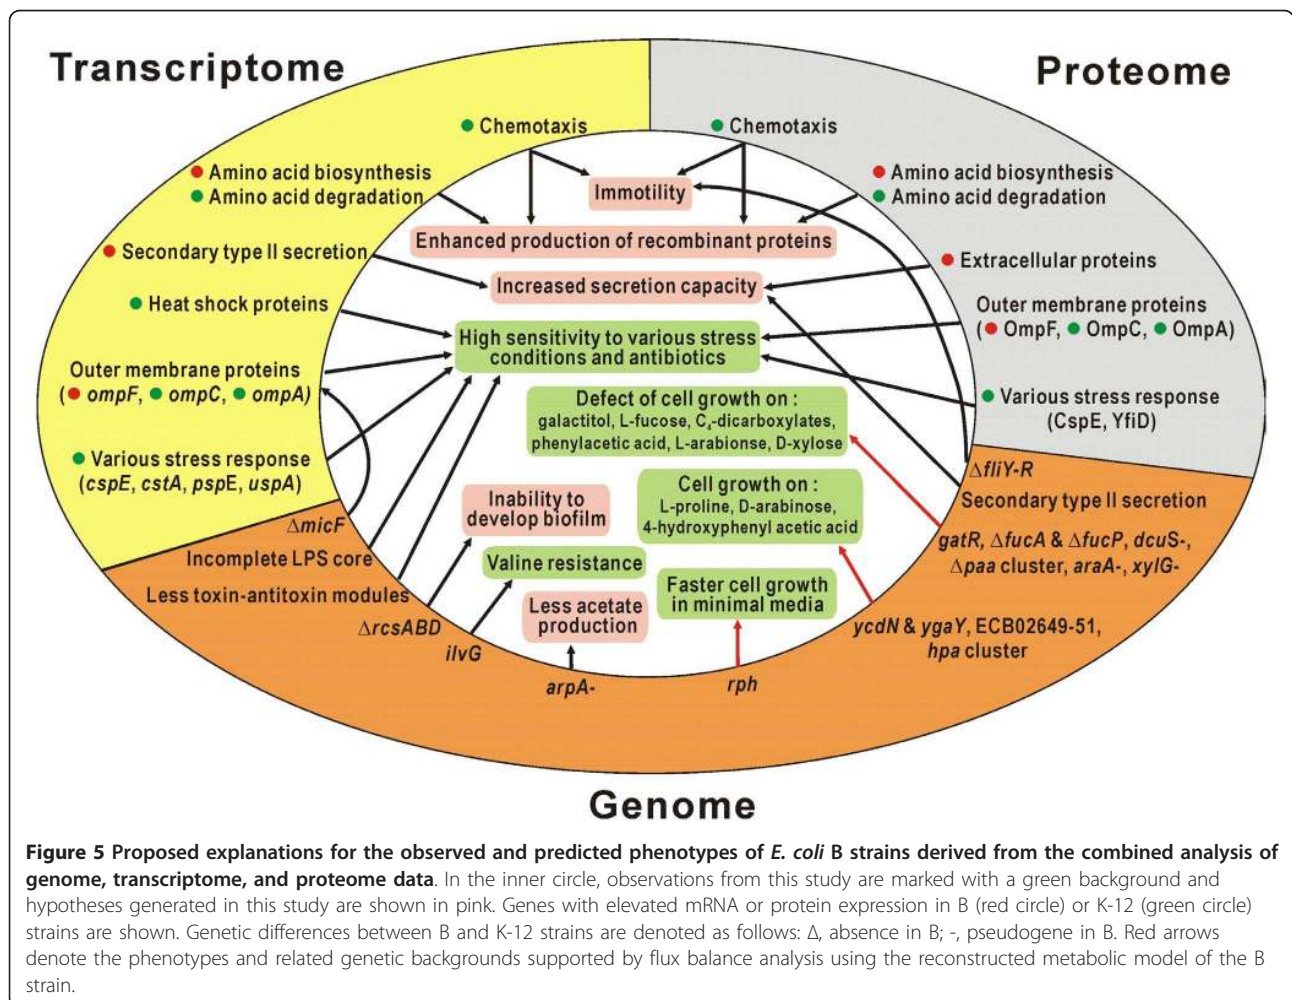 Transcriptome
Proteome
Chemotaxis
Amino acid biosynthesis
Amino acid degradation
Secondary type II secretion
Heat shock proteins
Outer membrane proteins
(ompF, ompC, ompA)
Various stress response
(cspE, cstA, pspE, uspA)
Chemotaxis
Amino acid biosynthesis
Amino acid degradation
Extracellular proteins
Outer membrane proteins
(OmpF, OmpC, OmpA)
Various stress response
(CspE, YfiD)
Immotility
Enhanced production of recombinant proteins
Increased secretion capacity
High sensitivity to various stress
conditions and antibiotics
Defect of cell growth on :
galactitol, L-fucose, C4-dicarboxylates,
phenylacetic acid, L-arabionse, D-xylose
Cell growth on :
L-proline, D-arabinose,
4-hydroxyphenyl acetic acid
Inability to
develop biofilm
Valine resistance
Less acetate
production
Faster cell growth
in minimal media
ΔmicF
Incomplete LPS core
Less toxin-antitoxin modules
ΔrcsABD
ilvG
arpA-
rph
ΔfliY-R
Secondary type II secretion
gatR, ΔfucA & ΔfucP, dcuS-,
Δpaa cluster, araA-, xylG-
ycdN & ygaY, ECB02649-51,
hpa cluster
Genome
Figure 5 Proposed explanations for the observed and predicted phenotypes of E. coli B strains derived from the combined analysis of
genome, transcriptome, and proteome data. In the inner circle, observations from this study are marked with a green background and
hypotheses generated in this study are shown in pink. Genes with elevated mRNA or protein expression in B (red circle) or K-12 (green circle)
strains are shown. Genetic differences between B and K-12 strains are denoted as follows: Δ, absence in B; -, pseudogene in B. Red arrows
denote the phenotypes and related genetic backgrounds supported by flux balance analysis using the reconstructed metabolic model of the B
strain.